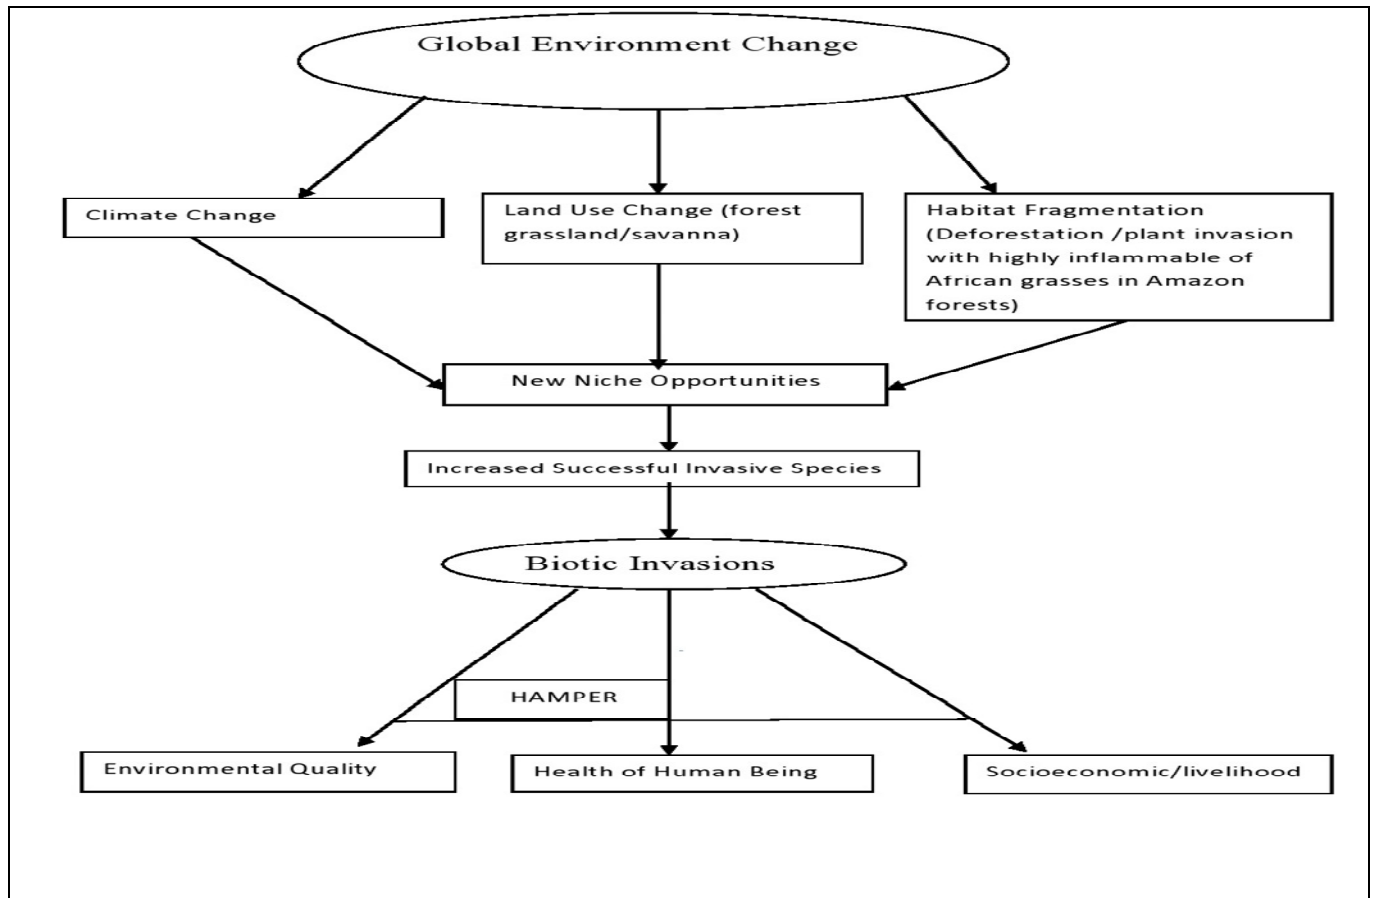 Global Environment Change
Climate Change
Land Use Change (forest
grassland/savanna)
Habitat Fragmentation
(Deforestation /plant invasion
with highly inflammable of
African grasses in Amazon
forests)
New Niche Opportunities
Increased Successful Invasive Species
Biotic Invasions
HAMPER
Environmental Quality
Health of Human Being
Socioeconomic/livelihood